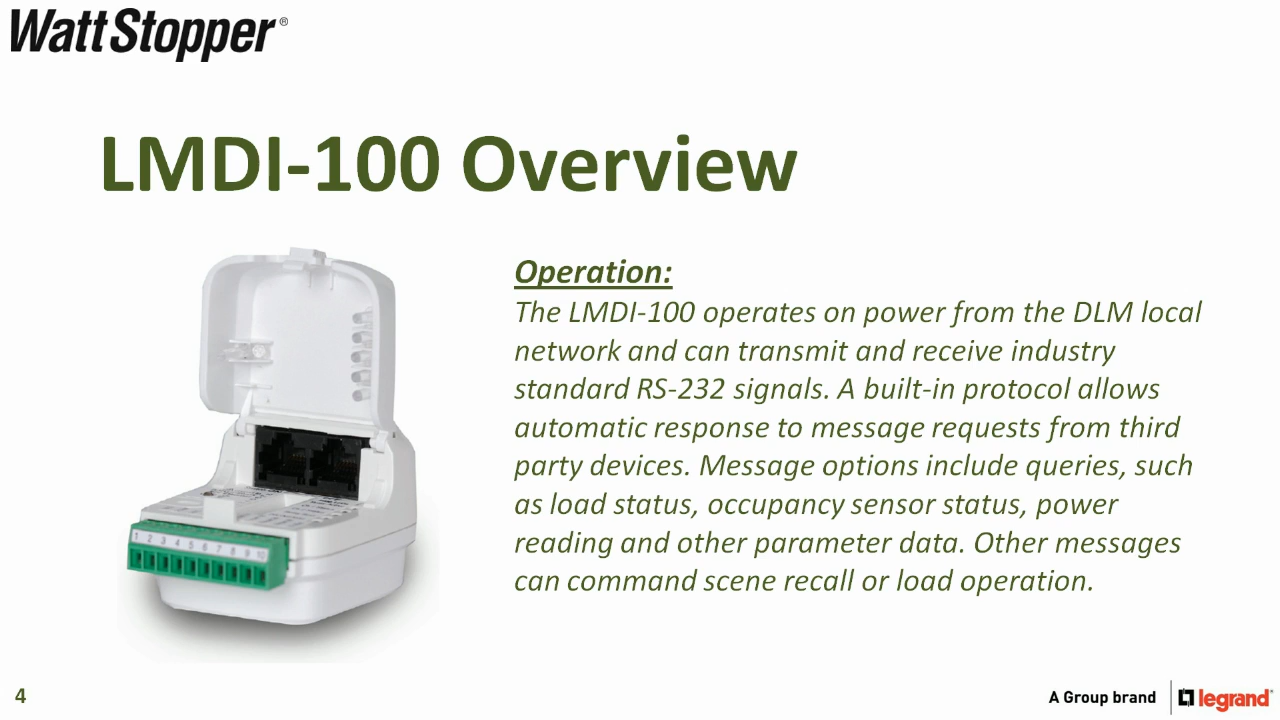 WattStopper®
LMDI-100 Overview
Operation:
The LMDI-100 operates on power from the DLM local
network and can transmit and receive industry
standard RS-232 signals. A built-in protocol allows
automatic response to message requests from third
party devices. Message options include queries, such
as load status, occupancy sensor status, power
reading and other parameter data. Other messages
can command scene recall or load operation.
1 2 3 4 5 6 7 8 9 10
4
A Group brand
legrand®